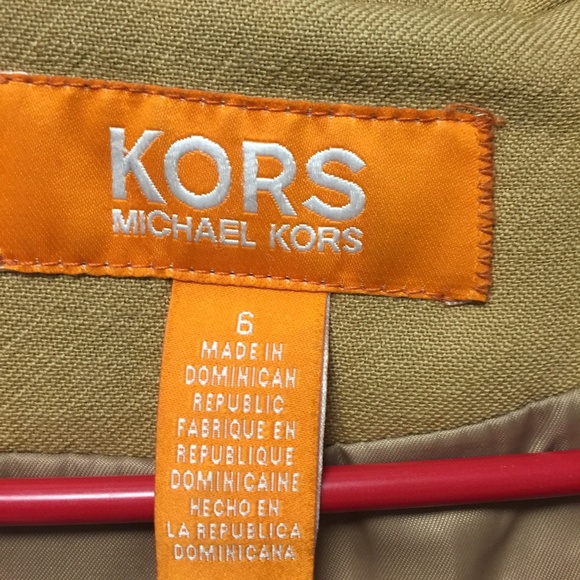 KORS
MICHAEL KORS
6
MADE IN
DOMINICAN
REPUBLIC
FABRIQUE EN
REPUBLIQUE
DOMINICAINE
HECHO EN
LA REPUBLICA
DOMINICANA